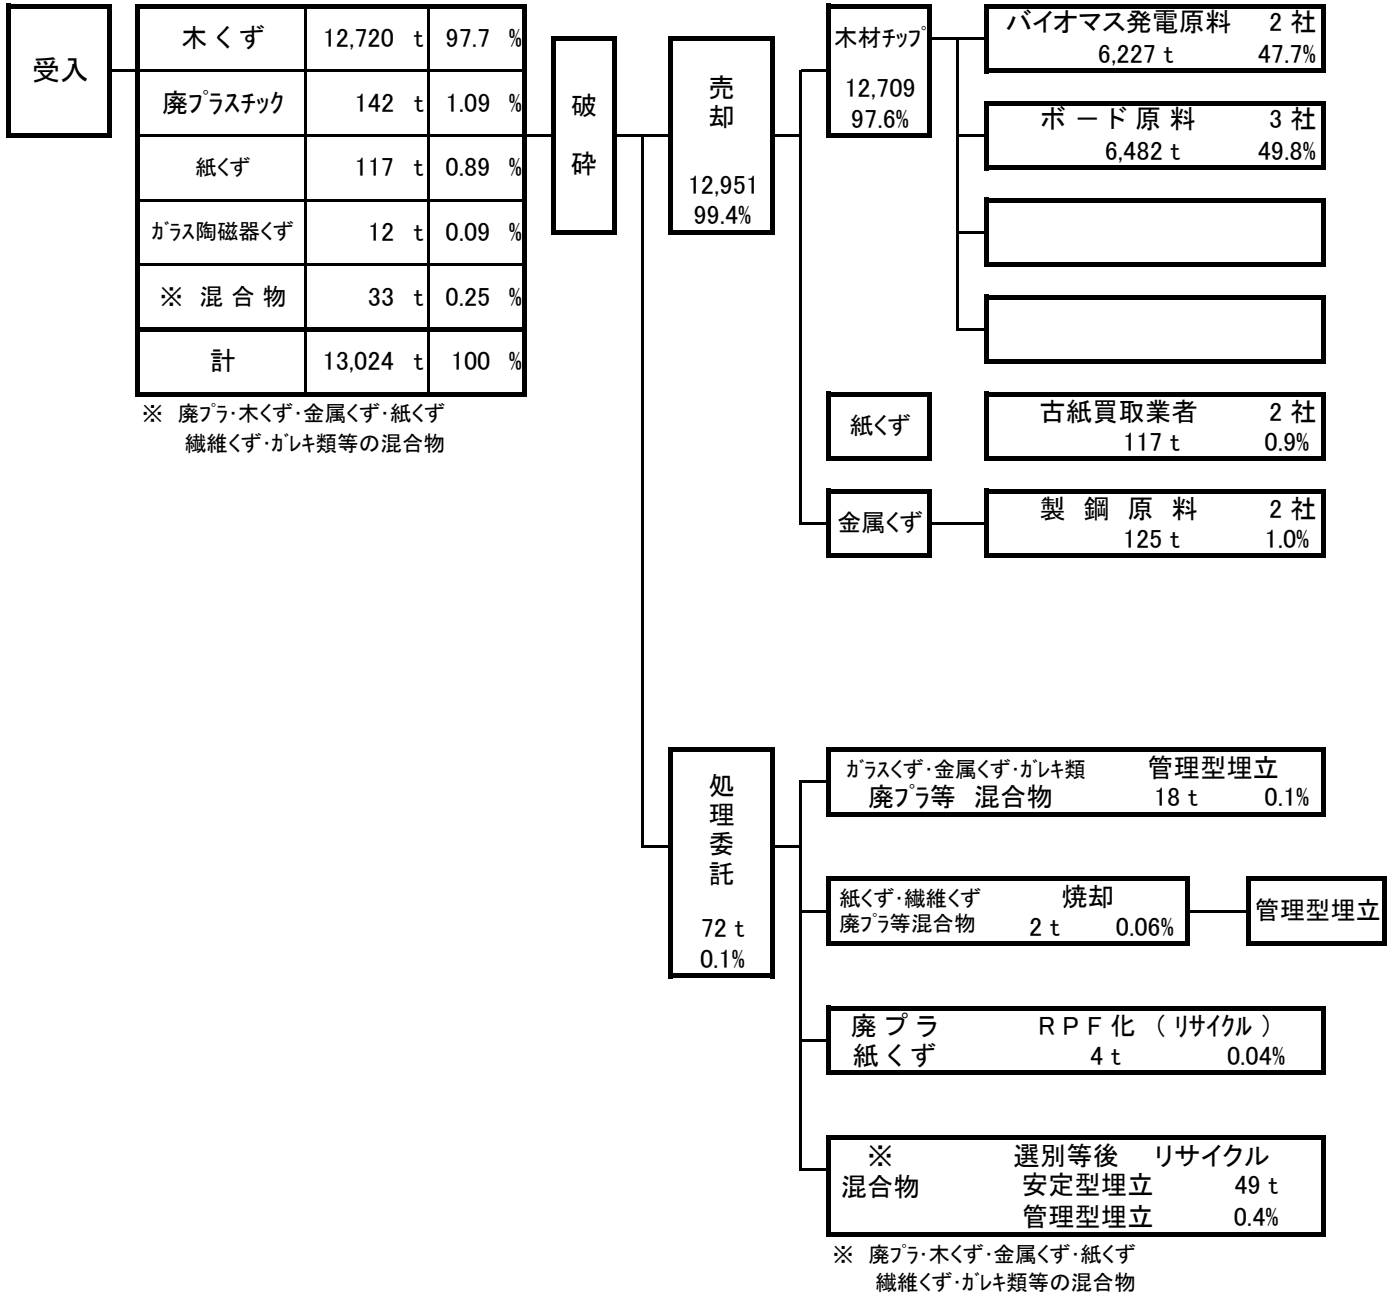 受入
木くず 12,720 t 97.7 %
廃プラスチック 142 t 1.09 %
紙くず 117 t 0.89 %
ガラス陶磁器くず 12 t 0.09 %
※ 混合物 33 t 0.25 %
計 13,024 t 100 %
※ 廃プラ・木くず・金属くず・紙くず
繊維くず・ガレキ類等の混合物
破砕
売却
12,951
99.4%
木材チップ
12,709
97.6%
バイオマス発電原料 2 社
6,227 t 47.7%
ボード原料 3 社
6,482 t 49.8%
紙くず
古紙買取業者 2 社
117 t 0.9%
金属くず
製鋼原料 2 社
125 t 1.0%
処理委託
72 t
0.1%
ガラスくず・金属くず・ガレキ類 管理型埋立
廃プラ等 混合物 18 t 0.1%
紙くず・繊維くず 焼却
廃プラ等混合物 2 t 0.06%
管理型埋立
廃プラ RPF化 (リサイクル)
紙くず 4 t 0.04%
※ 選別等後 リサイクル
混合物 安定型埋立 49 t
管理型埋立 0.4%
※ 廃プラ・木くず・金属くず・紙くず
繊維くず・ガレキ類等の混合物